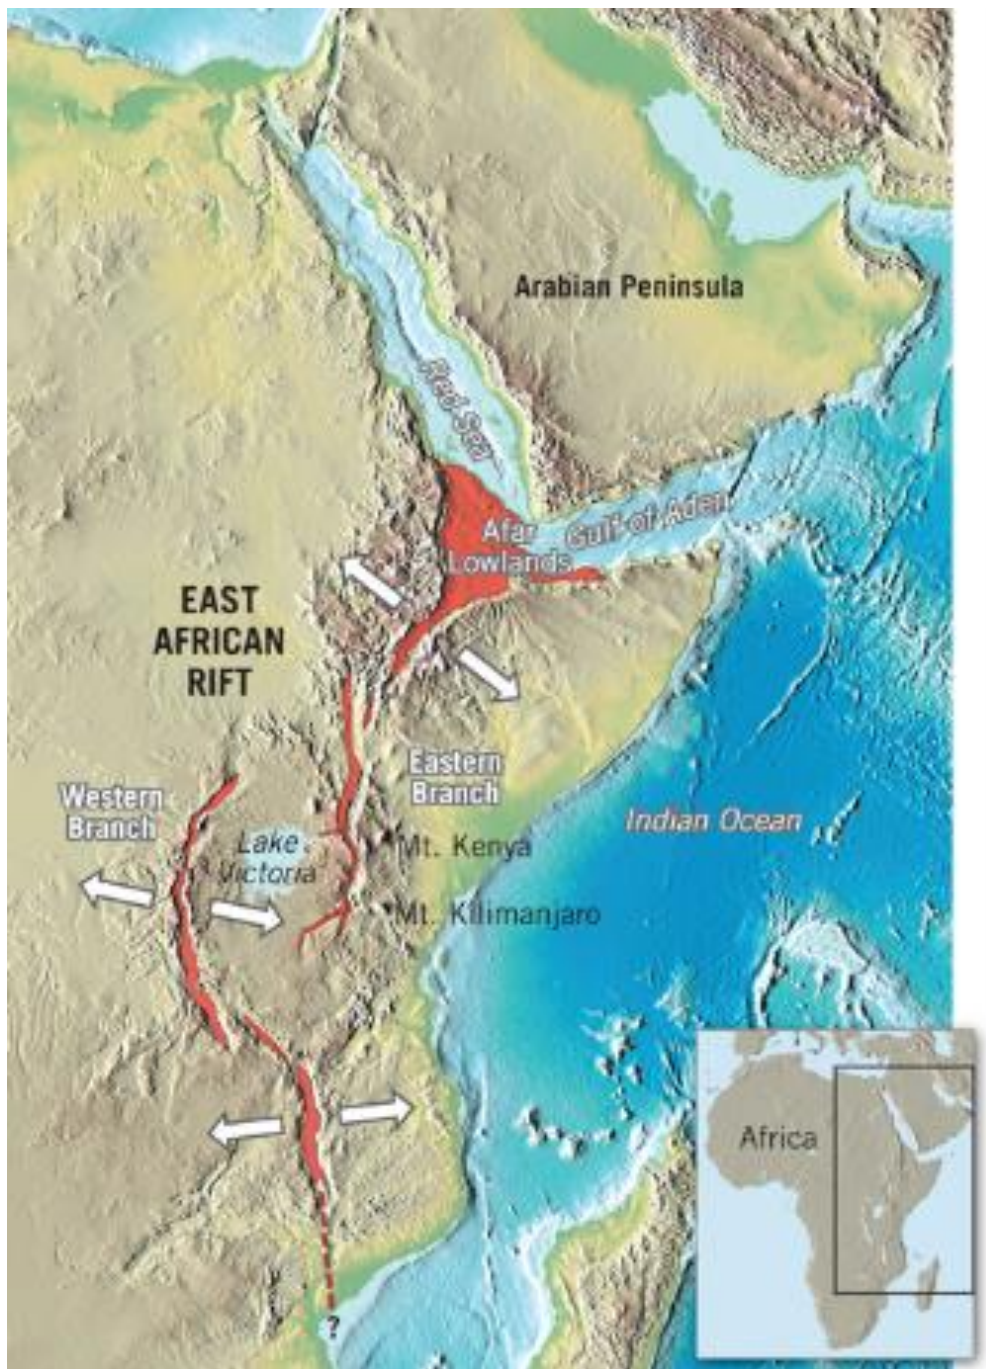 Arabian Peninsula
Red Sea
Afar
Lowlands
Gulf of Aden
EAST
AFRICAN
RIFT
Eastern
Branch
Western
Branch
Lake
Victoria
Mt. Kenya
Indian Ocean
Mt. Kilimanjaro
Africa
?